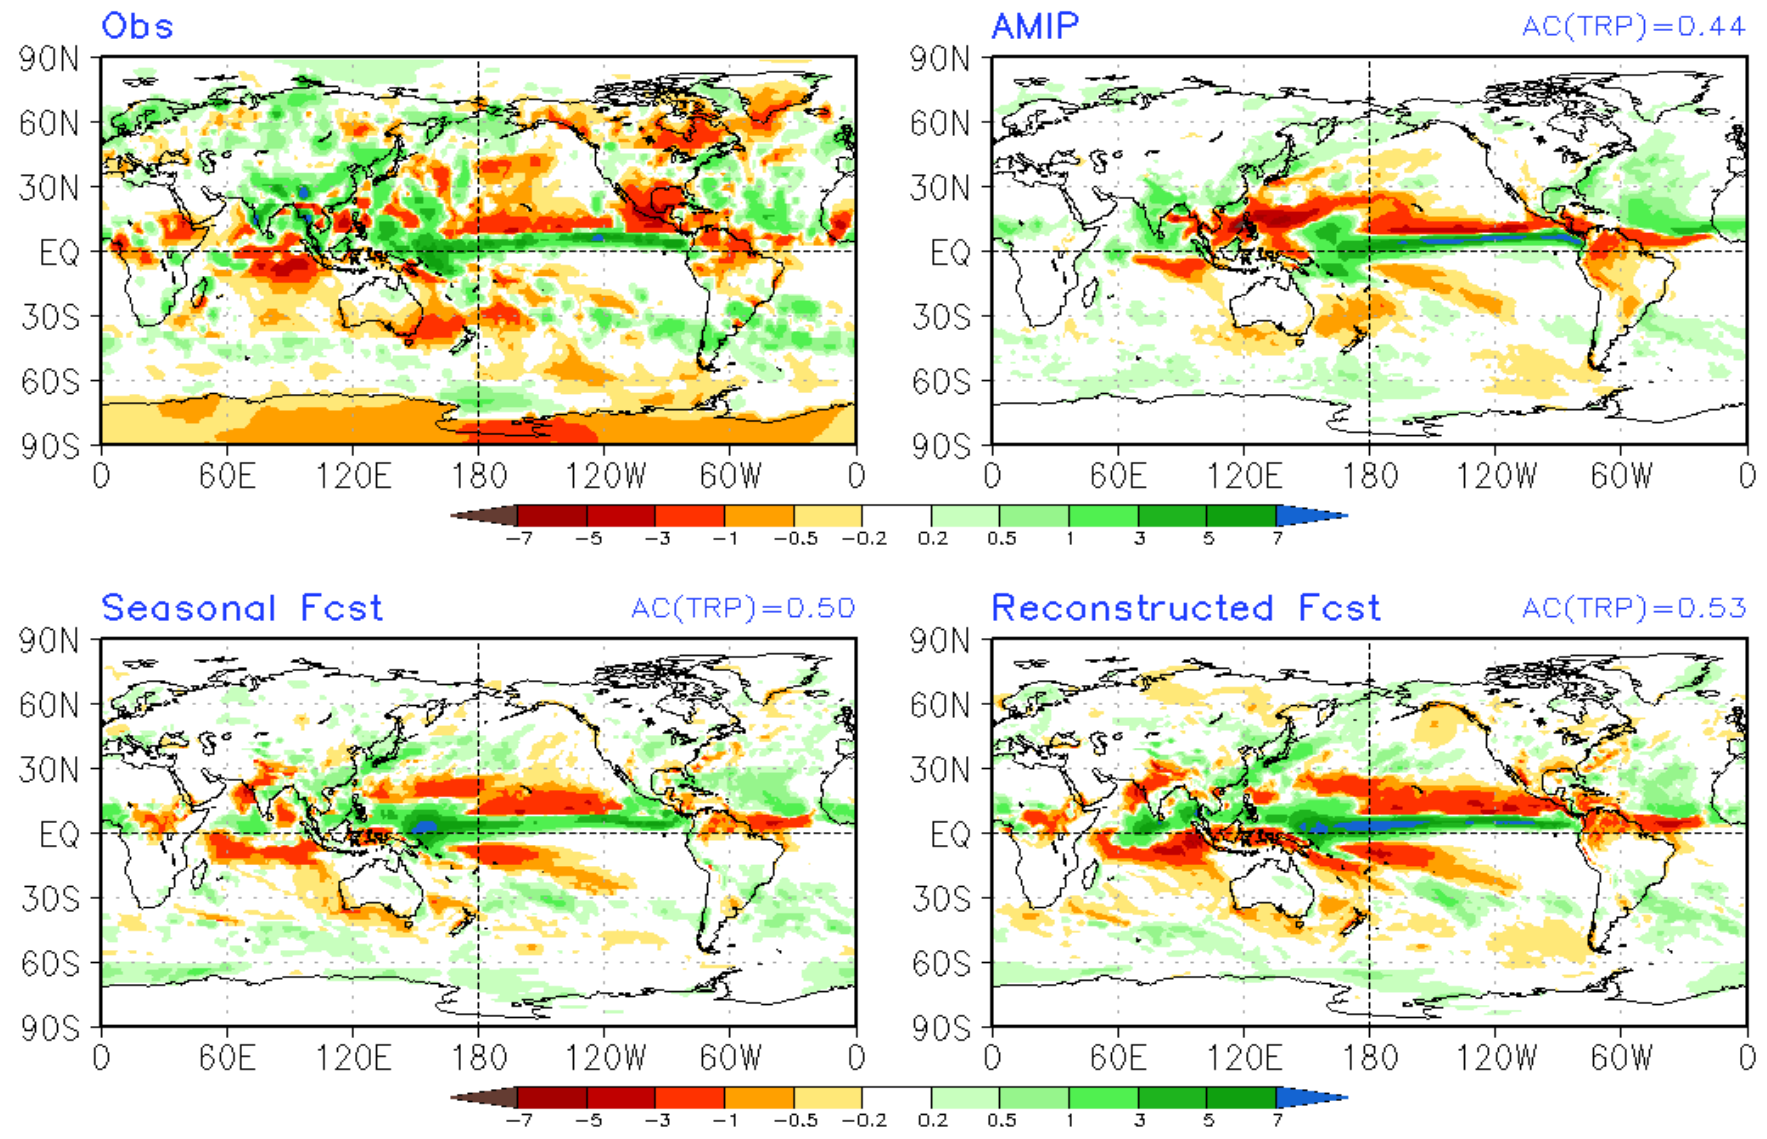 Obs
AMIP AC(TRP)=0.44
90N 90N
60N 60N
30N 30N
EQ EQ
30S 30S
60S 60S
90S 90S
0 60E 120E 180 120W 60W 0 0 60E 120E 180 120W 60W 0
-7 -5 -3 -1 -0.5 -0.2 0.2 0.5 1 3 5 7
Seasonal Fcst AC(TRP)=0.50
Reconstructed Fcst AC(TRP)=0.53
90N 90N
60N 60N
30N 30N
EQ EQ
30S 30S
60S 60S
90S 90S
0 60E 120E 180 120W 60W 0 0 60E 120E 180 120W 60W 0
-7 -5 -3 -1 -0.5 -0.2 0.2 0.5 1 3 5 7